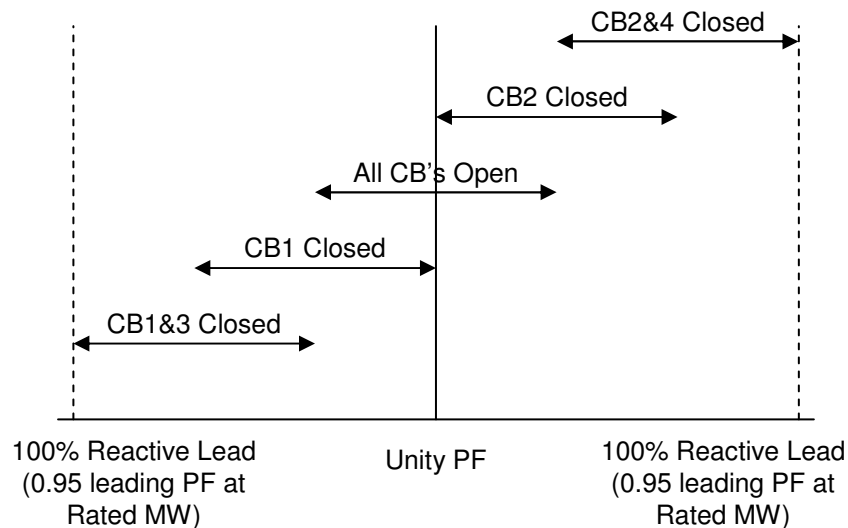 CB2&4 Closed
CB2 Closed
All CB's Open
CB1 Closed
CB1&3 Closed
100% Reactive Lead
(0.95 leading PF at
Rated MW)
Unity PF
100% Reactive Lead
(0.95 leading PF at
Rated MW)